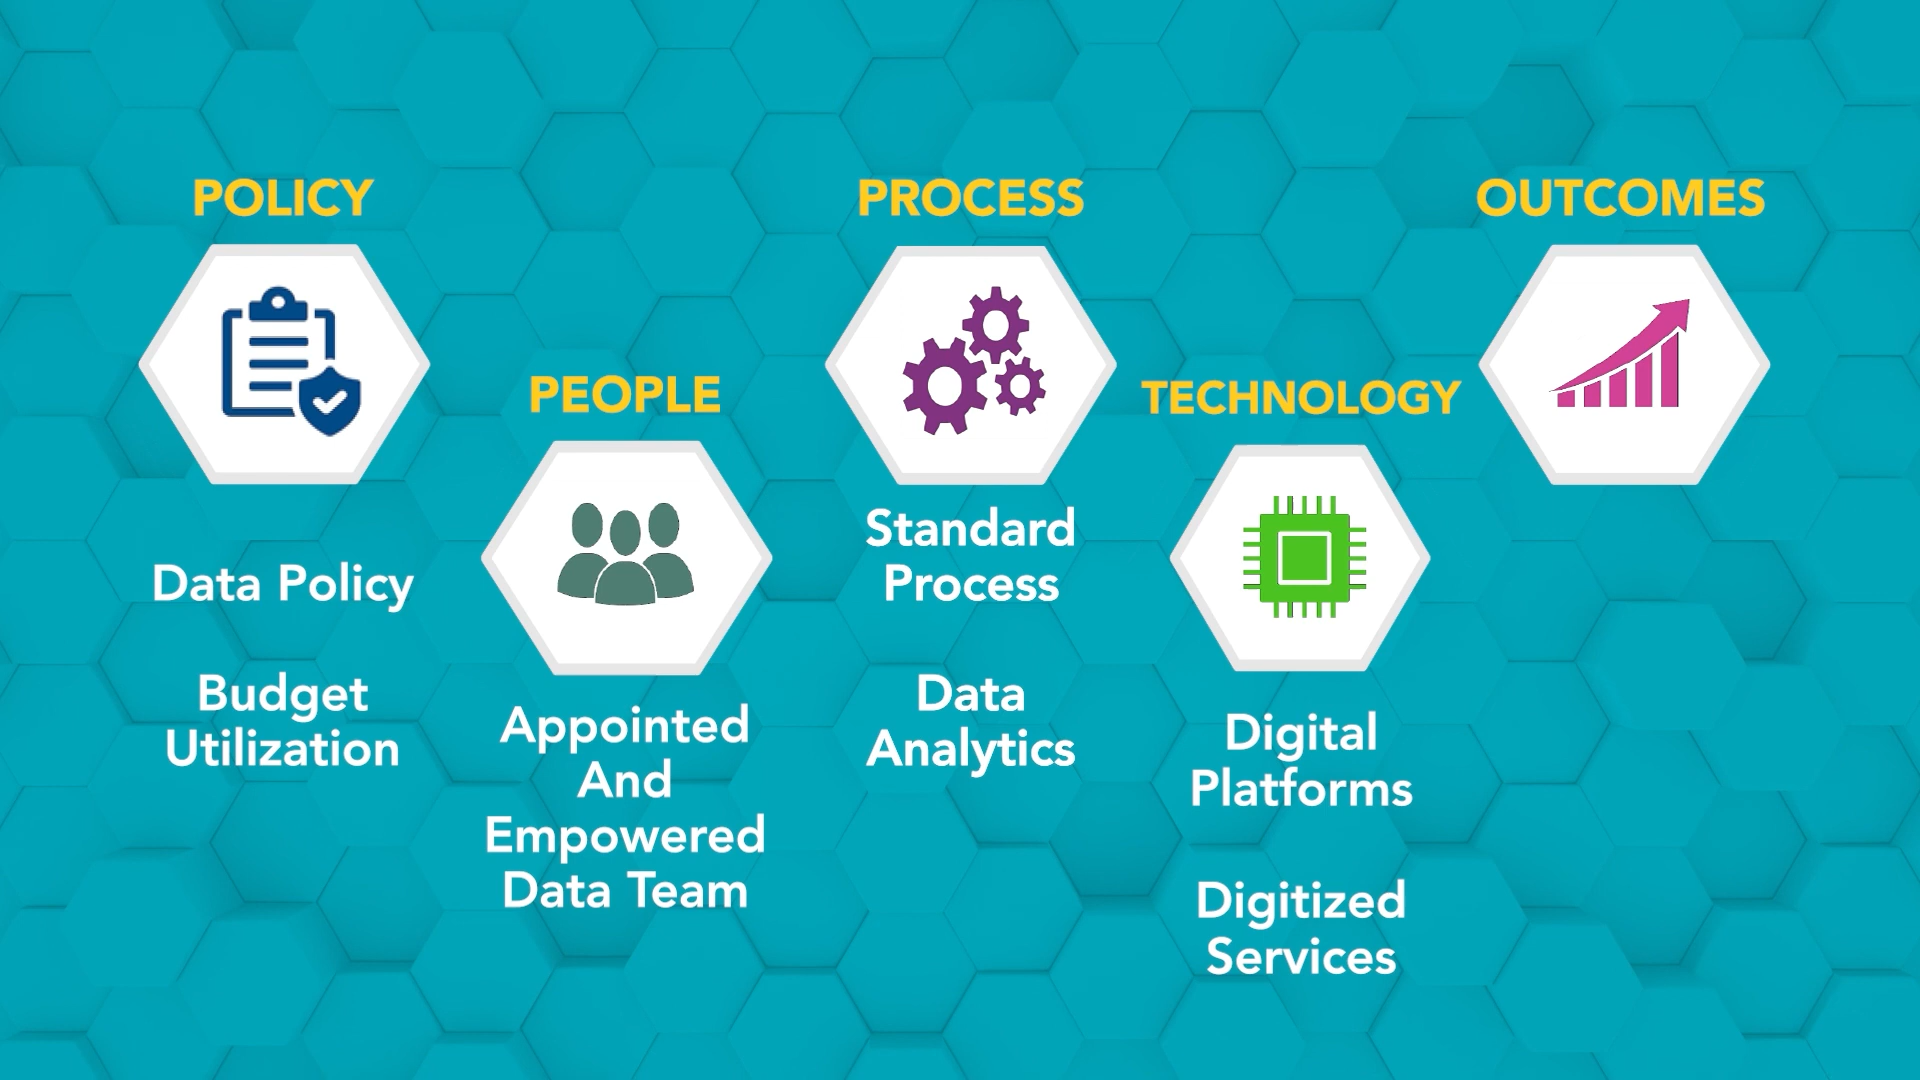 POLICY
Data Policy
Budget
Utilization
PEOPLE
Appointed
And
Empowered
Data Team
PROCESS
Standard
Process
Data
Analytics
TECHNOLOGY
Digital
Platforms
Digitized
Services
OUTCOMES